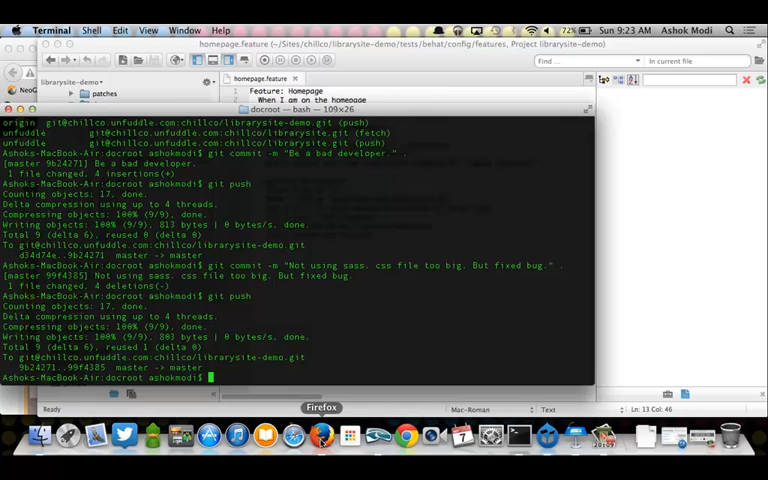 Terminal Shell Edit View Window Help 72% Sun 9:23 AM Ashok Modi
homepage.feature (~/Sites/chillco/librarysite-demo/tests/behat/config/features, Project librarysite-demo)
Find... In current file
librarysite-demo homepage.feature
patches Feature: Homepage
When I am on the homepage
docroot — bash — 109×26
origin git@chillco.unfuddle.com:chillco/librarysite-demo.git (push)
unfuddle git@chillco.unfuddle.com:chillco/librarysite.git (fetch)
unfuddle git@chillco.unfuddle.com:chillco/librarysite.git (push)
Ashoks-MacBook-Air:docroot ashokmodi$ git commit -m "Be a bad developer." .
[master 9b24271] Be a bad developer.
1 file changed, 4 insertions(+)
Ashoks-MacBook-Air:docroot ashokmodi$ git push
Counting objects: 17, done.
Delta compression using up to 4 threads.
Compressing objects: 100% (9/9), done.
Writing objects: 100% (9/9), 813 bytes | 0 bytes/s, done.
Total 9 (delta 6), reused 0 (delta 0)
To git@chillco.unfuddle.com:chillco/librarysite-demo.git
d34d74e..9b24271 master -> master
Ashoks-MacBook-Air:docroot ashokmodi$ git commit -m "Not using sass. css file too big. But fixed bug." .
[master 99f4385] Not using sass. css file too big. But fixed bug.
1 file changed, 4 deletions(-)
Ashoks-MacBook-Air:docroot ashokmodi$ git push
Counting objects: 17, done.
Delta compression using up to 4 threads.
Compressing objects: 100% (9/9), done.
Writing objects: 100% (9/9), 803 bytes | 0 bytes/s, done.
Total 9 (delta 6), reused 1 (delta 0)
To git@chillco.unfuddle.com:chillco/librarysite-demo.git
9b24271..99f4385 master -> master
Ashoks-MacBook-Air:docroot ashokmodi$
Firefox
Ready Mac-Roman Text Ln: 13 Col: 46